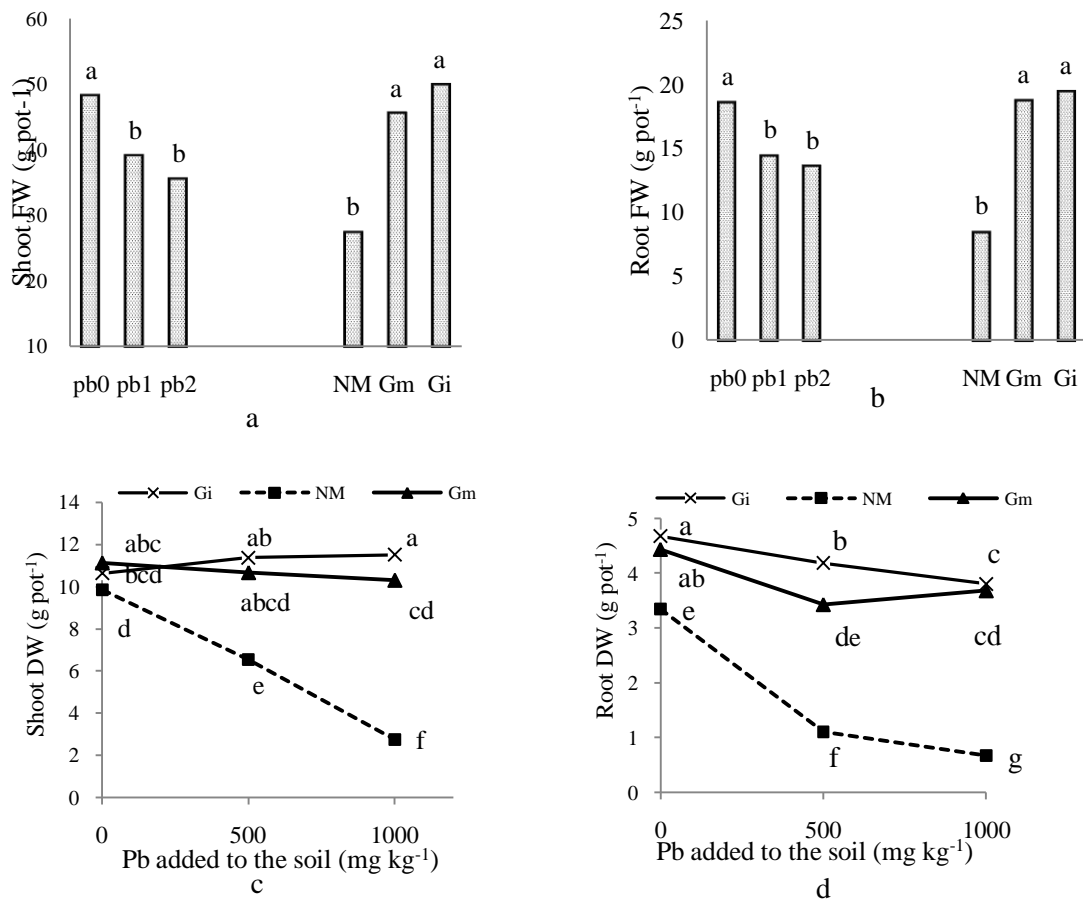 Shoot FW (g pot-1)
60
50
40
30
20
10
a
b
b
b
a
a
pb0 pb1 pb2 NM Gm Gi
a
Root FW (g pot⁻¹)
25
20
15
10
5
0
a
b
b
b
a
a
pb0 pb1 pb2 NM Gm Gi
b
Gi NM Gm
Shoot DW (g pot⁻¹)
14
12
10
8
6
4
2
0
abc
ab
a
bcd
abcd
cd
d
e
f
0 500 1000
Pb added to the soil (mg kg⁻¹)
c
Gi NM Gm
Root DW (g pot⁻¹)
5
4
3
2
1
0
a
b
c
ab
de
cd
e
f
g
0 500 1000
Pb added to the soil (mg kg⁻¹)
d